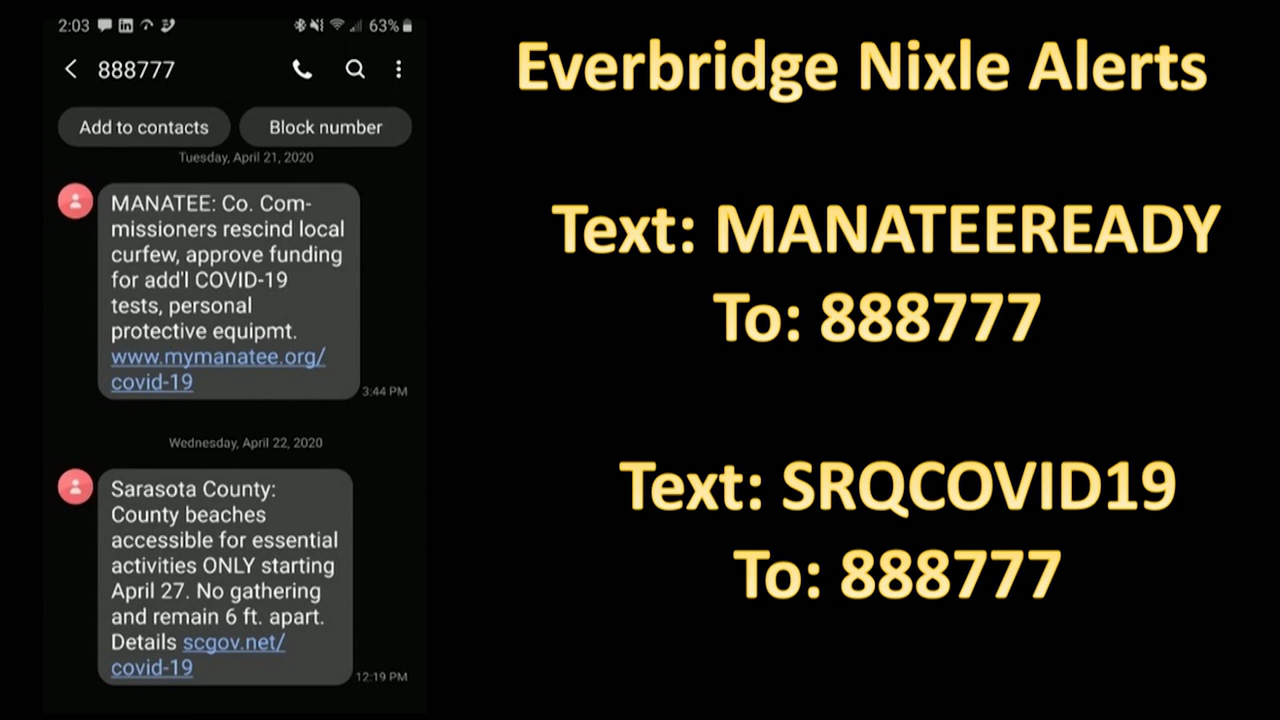 2:03
63%
888777
Add to contacts
Block number
Tuesday, April 21, 2020
MANATEE: Co. Com-
missioners rescind local
curfew, approve funding
for add'l COVID-19
tests, personal
protective equipmt.
www.mymanatee.org/
covid-19
3:44 PM
Wednesday, April 22, 2020
Sarasota County:
County beaches
accessible for essential
activities ONLY starting
April 27. No gathering
and remain 6 ft. apart.
Details scgov.net/
covid-19
12:19 PM
Everbridge Nixle Alerts
Text: MANATEEREADY
To: 888777
Text: SRQCOVID19
To: 888777